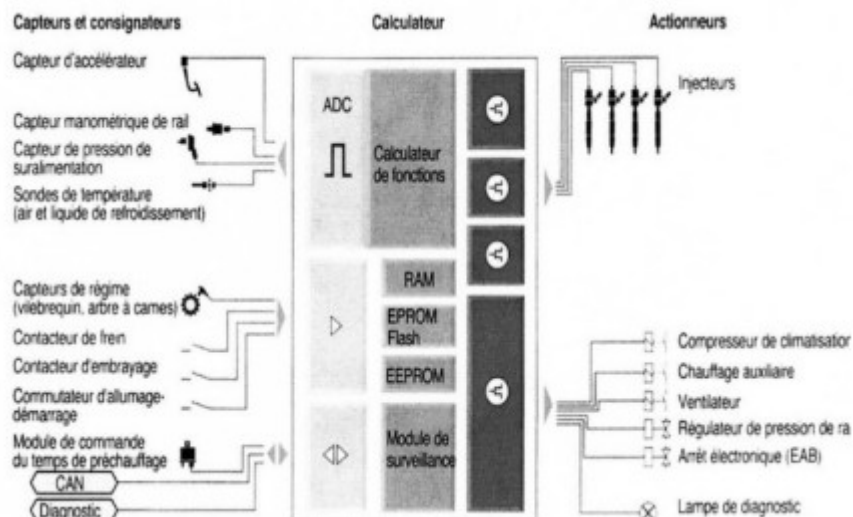 Capteurs et consignateurs
Calculateur
Actionneurs
Capteur d'accélérateur
Capteur manométrique de rail
Capteur de pression de
suralimentation
Sondes de température
(air et liquide de refroidissement)
Capteurs de régime
(vilebrequin, arbre à cames)
Contacteur de frein
Contacteur d'embrayage
Commutateur d'allumage-
démarrage
Module de commande
du temps de préchauffage
CAN
Diagnostic
ADC
Calculateur
de fonctions
RAM
EPROM
Flash
EEPROM
Module de
surveillance
Injecteurs
Compresseur de climatisation
Chauffage auxiliaire
Ventilateur
Régulateur de pression de ra
Arrêt électronique (EAB)
Lampe de diagnostic